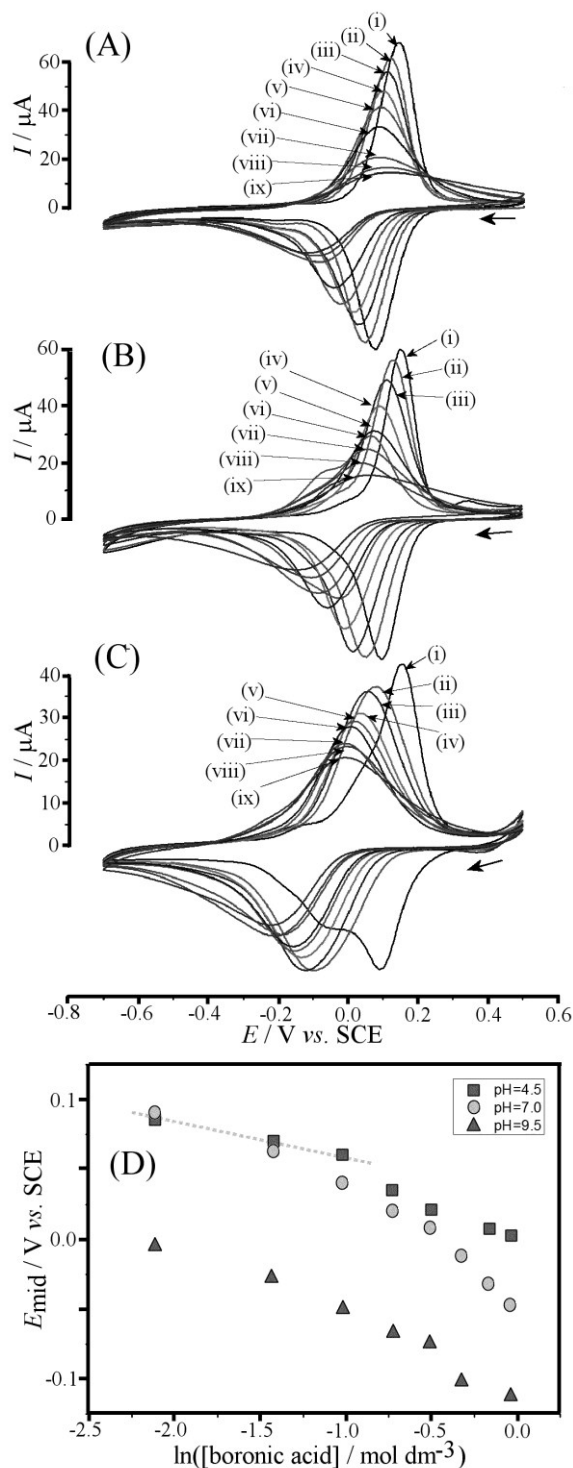 (A)
(i)
(ii)
(iii)
(iv)
(v)
(vi)
(vii)
(viii)
(ix)
I / μA
60
40
20
0
(B)
(i)
(ii)
(iii)
(iv)
(v)
(vi)
(vii)
(viii)
(ix)
I / μA
60
40
20
0
(C)
(i)
(ii)
(iii)
(iv)
(v)
(vi)
(vii)
(viii)
(ix)
I / μA
40
30
20
10
0
-0.8 -0.6 -0.4 -0.2 0.0 0.2 0.4 0.6
E / V vs. SCE
(D)
pH=4.5
pH=7.0
pH=9.5
Emid / V vs. SCE
0.1
0.0
-0.1
-2.5 -2.0 -1.5 -1.0 -0.5 0.0
ln([boronic acid] / mol dm-3)